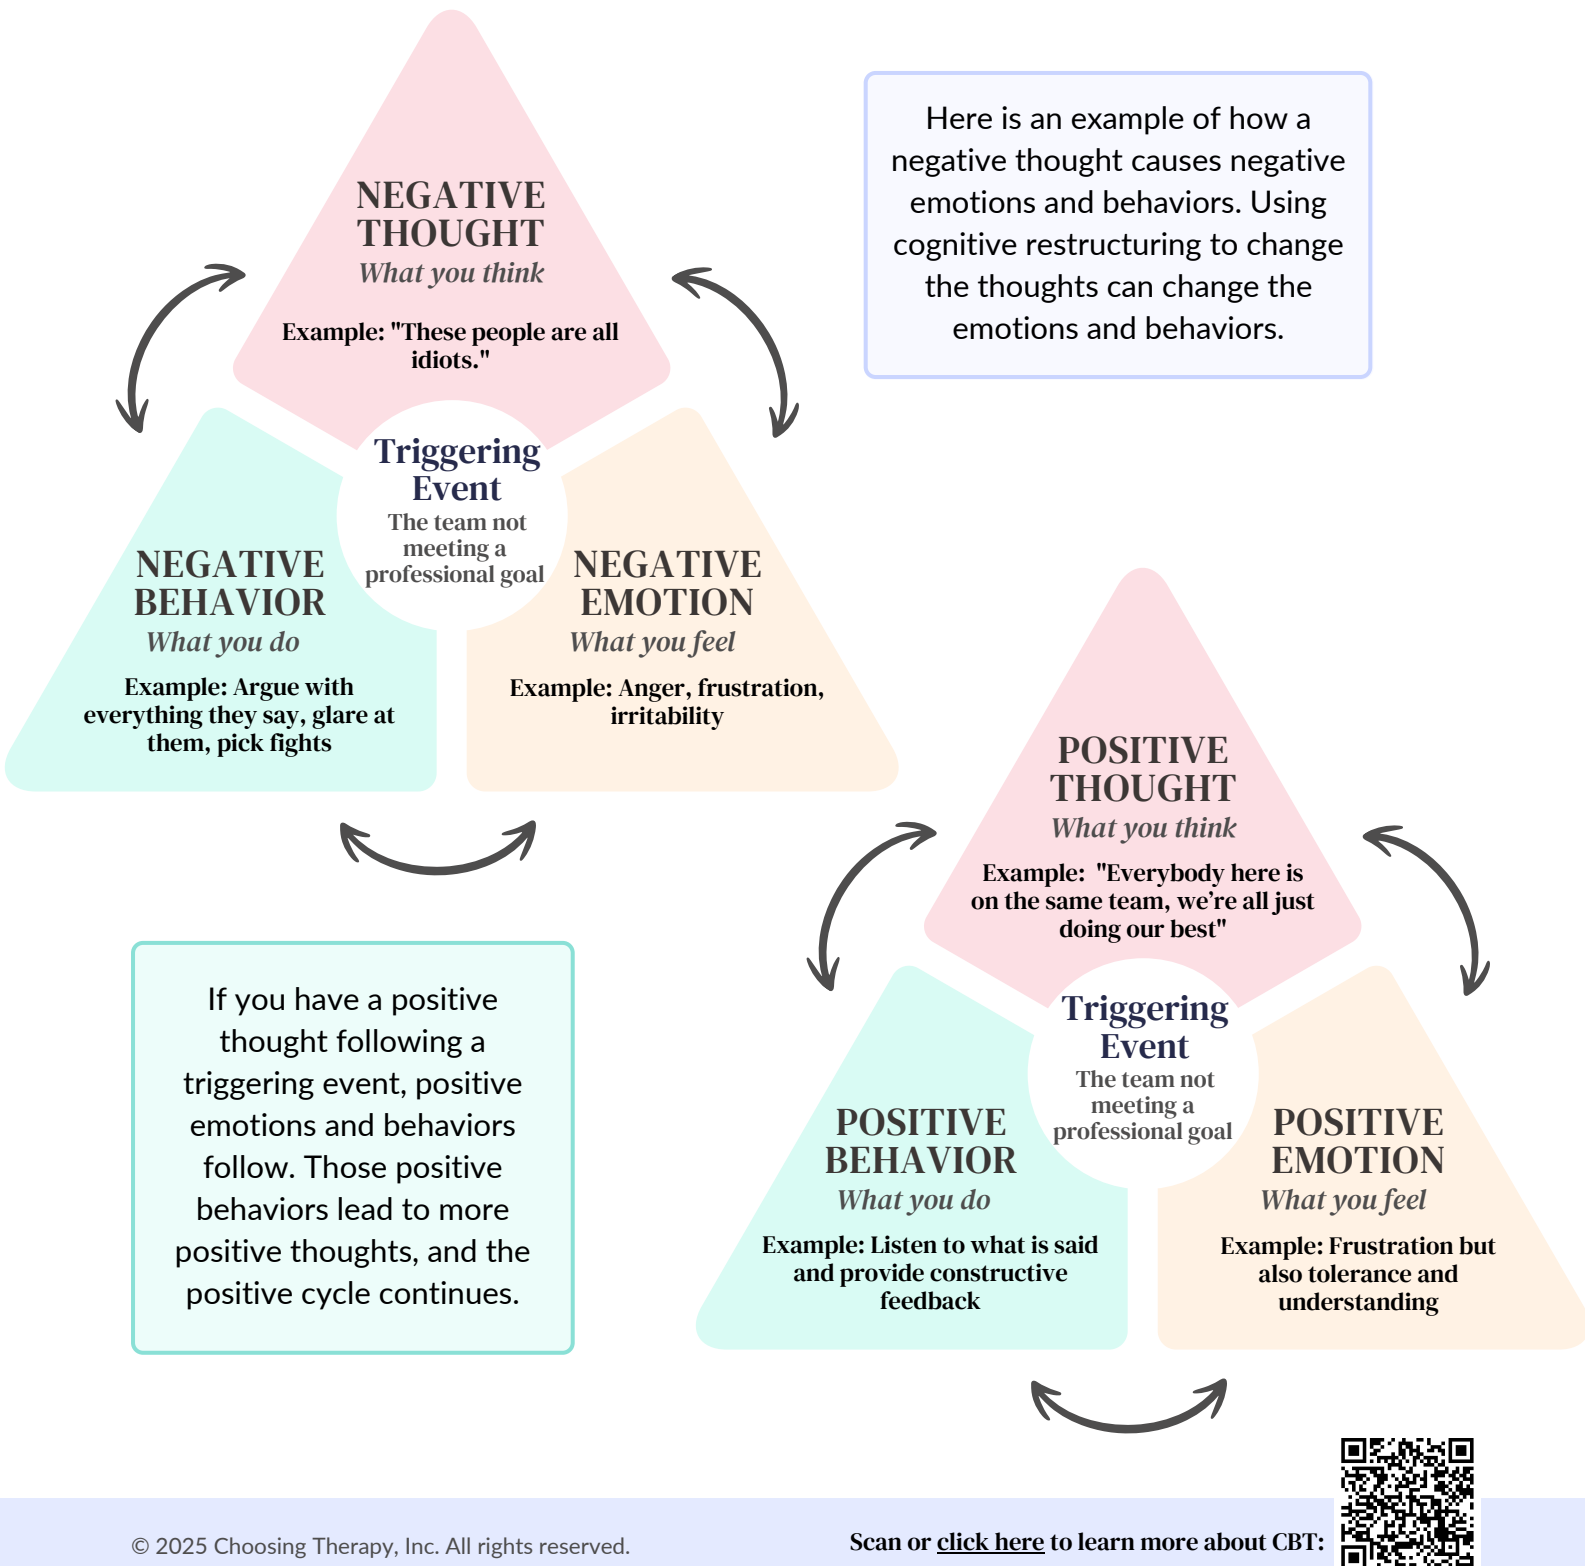 NEGATIVE
THOUGHT
What you think
Example: "These people are all
idiots."
Here is an example of how a
negative thought causes negative
emotions and behaviors. Using
cognitive restructuring to change
the thoughts can change the
emotions and behaviors.
Triggering
Event
The team not
meeting a
professional goal
NEGATIVE
BEHAVIOR
What you do
Example: Argue with
everything they say, glare at
them, pick fights
NEGATIVE
EMOTION
What you feel
Example: Anger, frustration,
irritability
If you have a positive
thought following a
triggering event, positive
emotions and behaviors
follow. Those positive
behaviors lead to more
positive thoughts, and the
positive cycle continues.
POSITIVE
THOUGHT
What you think
Example:  "Everybody here is
on the same team, we’re all just
doing our best"
Triggering
Event
The team not
meeting a
professional goal
POSITIVE
BEHAVIOR
What you do
Example: Listen to what is said
and provide constructive
feedback
POSITIVE
EMOTION
What you feel
Example: Frustration but
also tolerance and
understanding
© 2025 Choosing Therapy, Inc. All rights reserved.
Scan or click here to learn more about CBT: